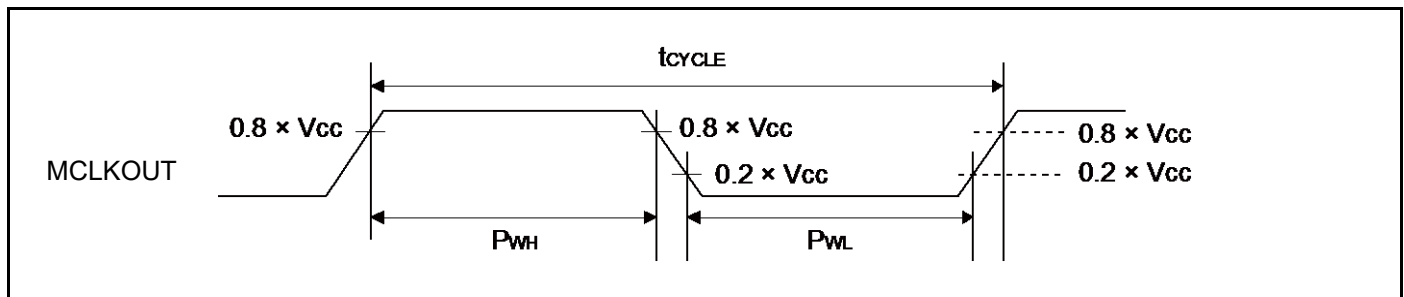 tCYCLE
0.8 × Vcc
0.8 × Vcc
0.8 × Vcc
MCLKOUT
0.2 × Vcc
0.2 × Vcc
PWH
PWL